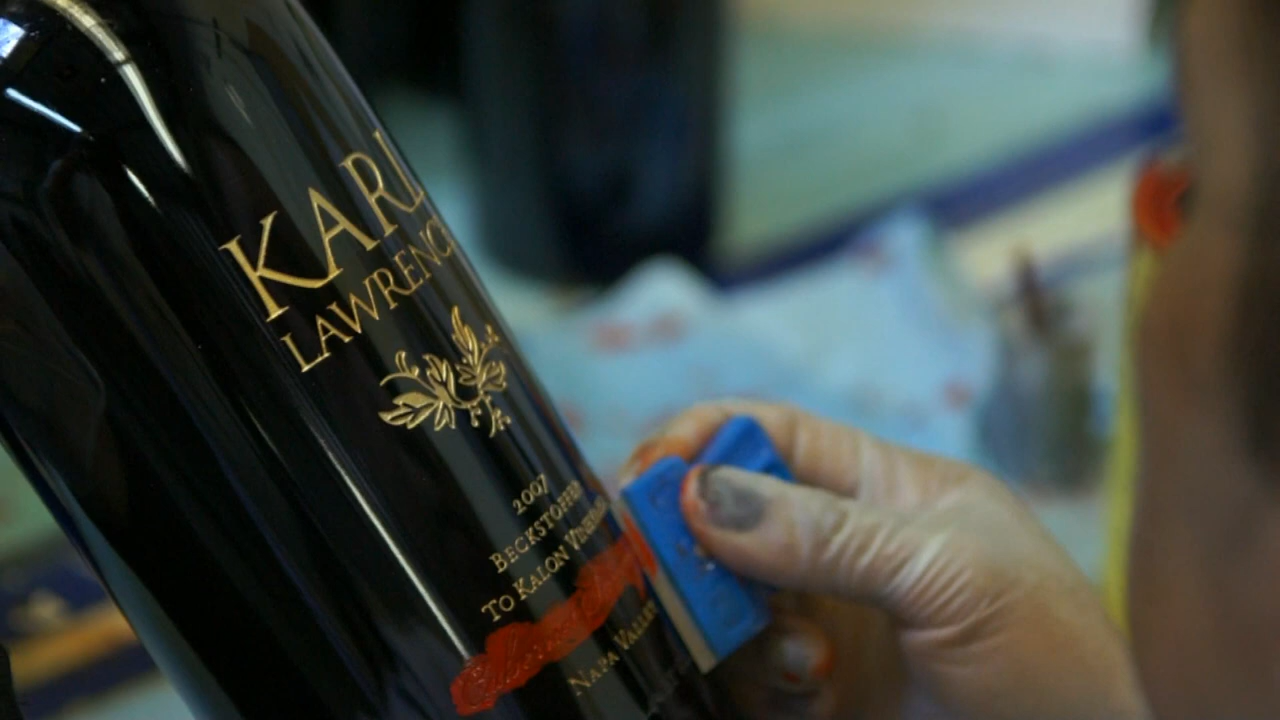 KARL
LAWRENCE
2007
BECKSTOFFER
TO KALON VINEYARD
NAPA VALLEY